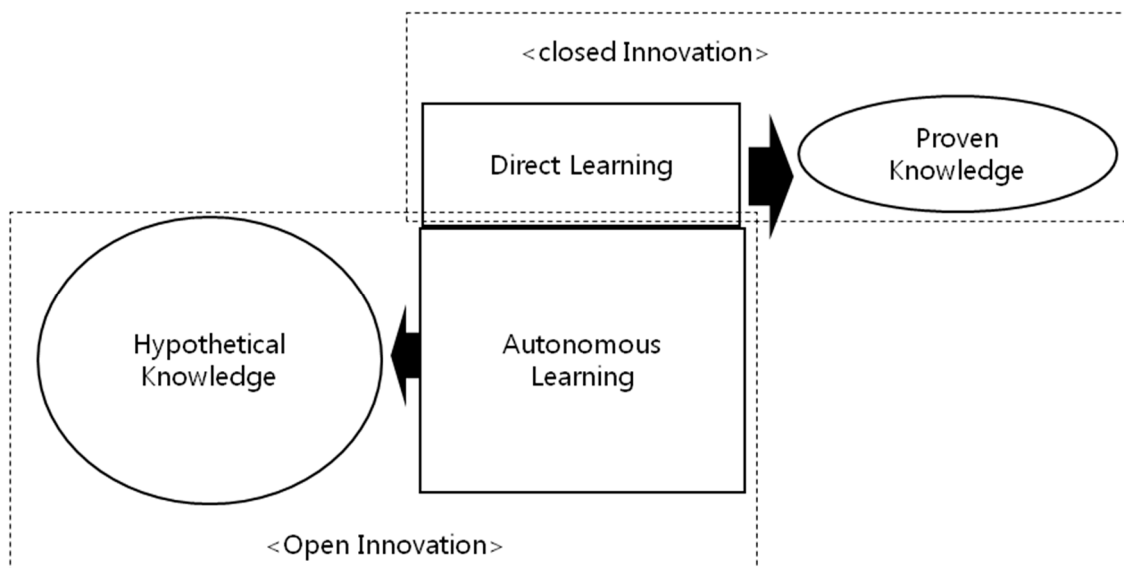 <closed Innovation>
Direct Learning
Proven
Knowledge
Hypothetical
Knowledge
Autonomous
Learning
<Open Innovation>